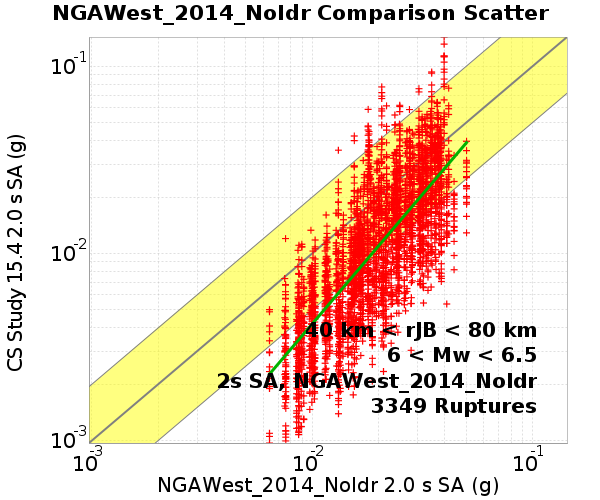 NGAWest_2014_NoIdr Comparison Scatter
10-1
10-2
10-3
CS Study 15.4 2.0 s SA (g)
40 km < rJB < 80 km
6 < Mw < 6.5
2s SA, NGAWest_2014_NoIdr
3349 Ruptures
10-3 10-2 10-1
NGAWest_2014_NoIdr 2.0 s SA (g)